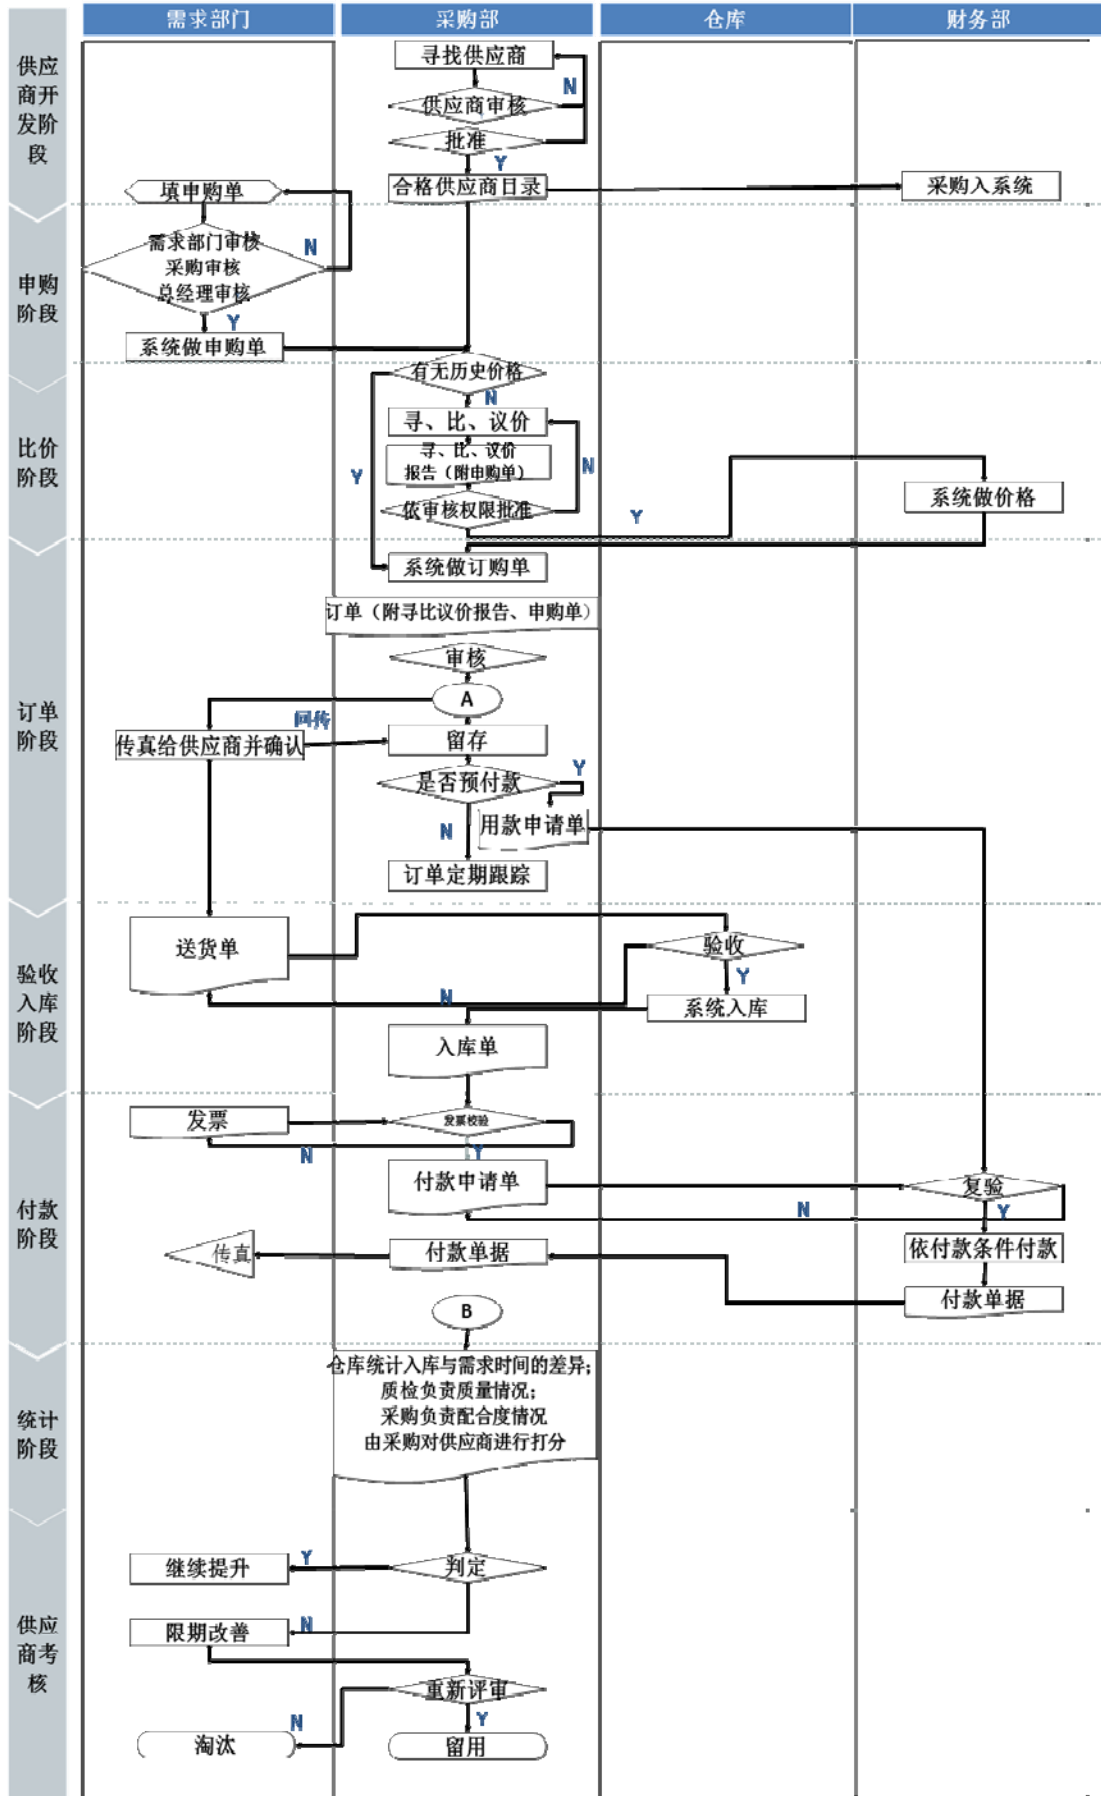 需求部门
采购部
仓库
财务部
供应
商开
发阶
段
寻找供应商
N
供应商审核
批准
Y
合格供应商目录
采购入系统
填申购单
申购
阶段
需求部门审核
采购审核
总经理审核
N
Y
系统做申购单
比价
阶段
有无历史价格
N
寻、比、议价
寻、比、议价
报告（附申购单）
N
Y
依审核权限批准
Y
系统做价格
系统做订购单
订单
阶段
订单（附寻比议价报告、申购单）
审核
A
回传
传真给供应商并确认
留存
是否预付款
Y
N
用款申请单
订单定期跟踪
验收
入库
阶段
送货单
验收
Y
N
系统入库
入库单
付款
阶段
发票
发票校验
N
Y
付款申请单
复验
N
Y
传真
付款单据
依付款条件付款
付款单据
B
统计
阶段
仓库统计入库与需求时间的差异；
质检负责质量情况；
采购负责配合度情况
由采购对供应商进行打分
供应
商考
核
继续提升
Y
判定
限期改善
N
重新评审
N
Y
淘汰
留用